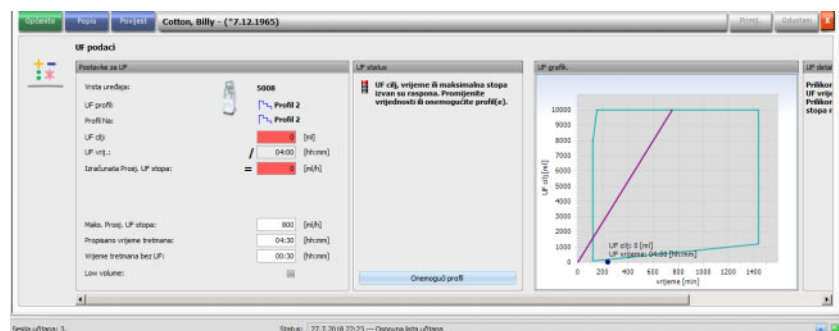 Općenito Popis Povijest Cotton, Billy - (*7.12.1965) Primj. Odustani X
UF podaci
Postavke za UF
Vrsta uređaja: 5008
UF profil: Profil 2
Profil Na: Profil 2
UF cilj: 0 [ml]
UF vrij.: / 04:00 [hh:mm]
Izračunata Prosj. UF stopa: = 0 [ml/h]
Maks. Prosj. UF stopa: 800 [ml/h]
Propisano vrijeme tretmana: 04:30 [hh:mm]
Vrijeme tretmana bez UF: 00:30 [hh:mm]
Low volume:
UF status
UF cilj, vrijeme ili maksimalna stopa
izvan su raspona. Promijenite
vrijednosti ili onemogućite profil(e).
Onemoguć profil
UF grafik.
UF cilj[ml]
10000
9000
8000
7000
6000
5000
4000
3000
2000
1000
0
UF cilj: 0 [ml]
UF vrijeme: 04:00 [hh:mm]
0 200 400 600 800 1000 1200 1400
vrijeme [min]
UF detal
Prilikom
UF vrije
Prilikom
stopa n
Sesija učitana: 3. Status: 27.7.2018 22:23 --- Osnovna lista učitana